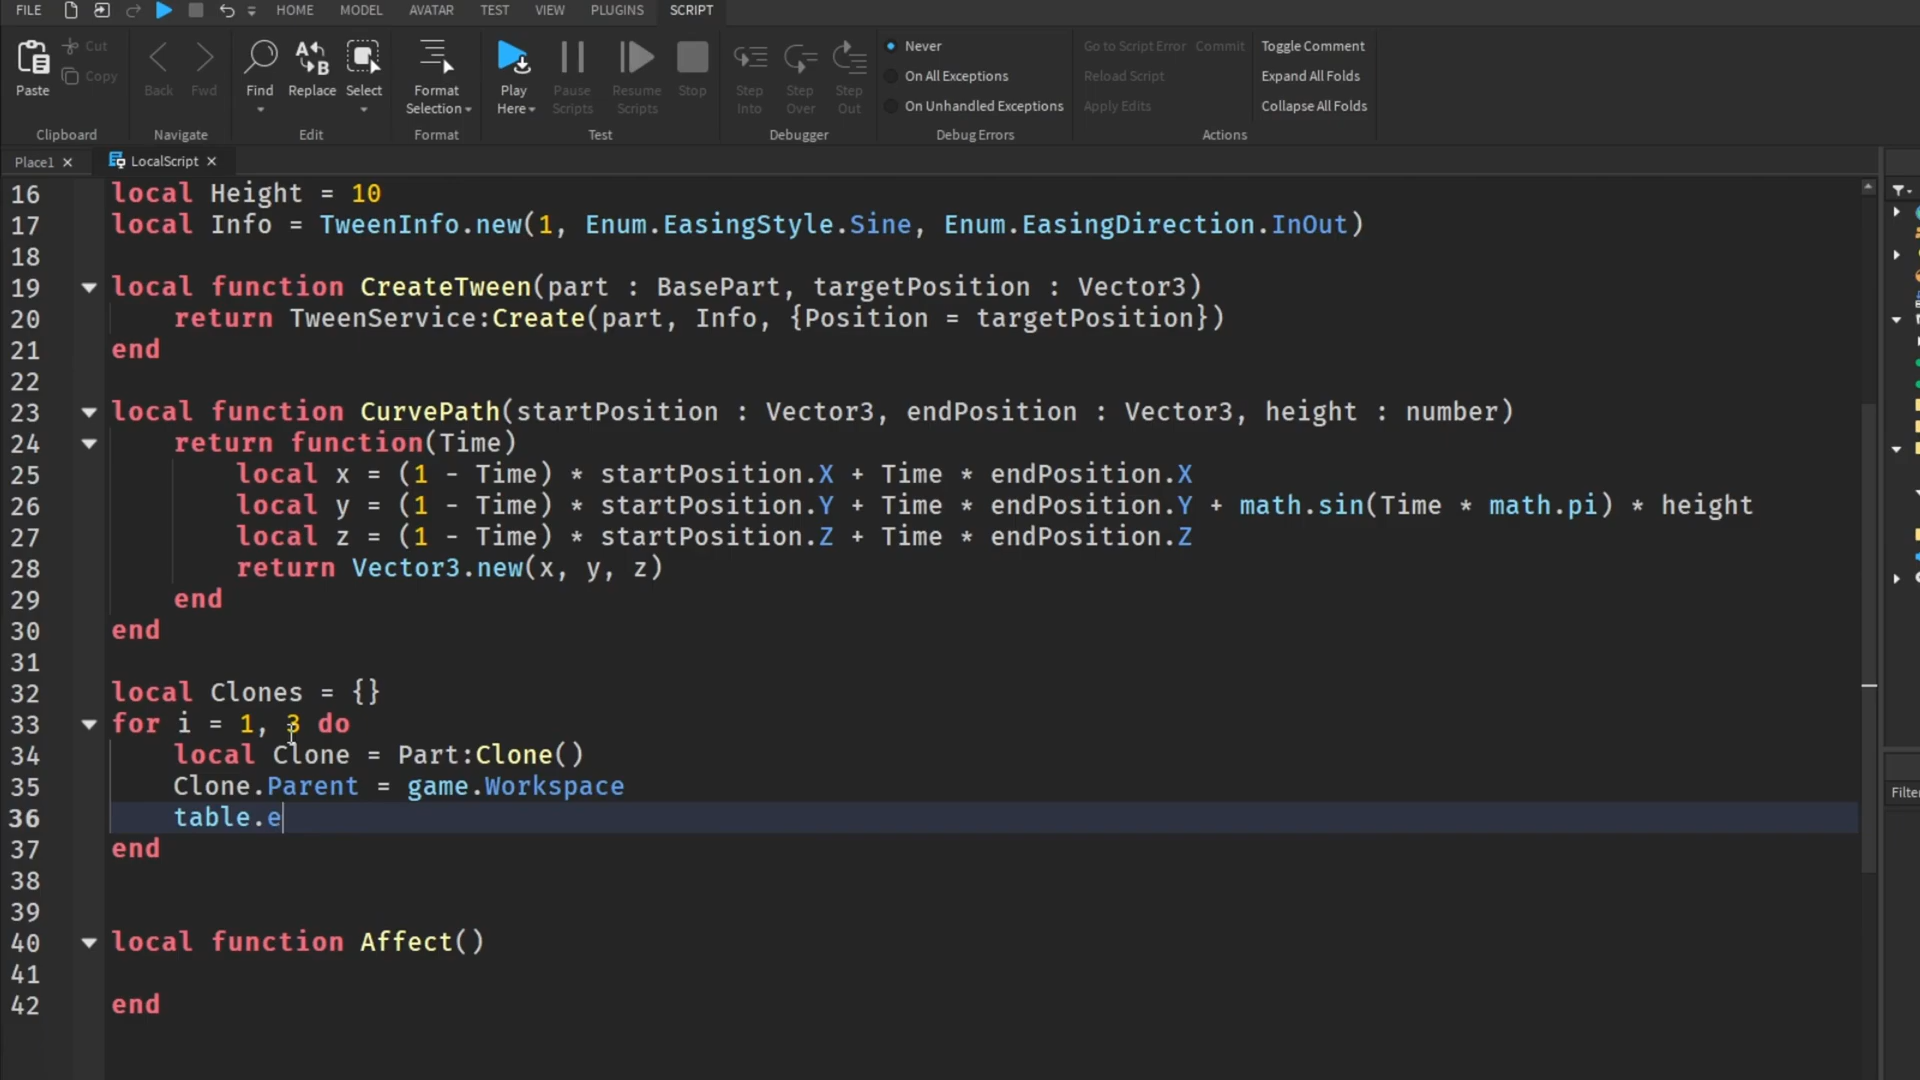 FILE HOME MODEL AVATAR TEST VIEW PLUGINS SCRIPT
Paste Cut Copy
Clipboard
Back Fwd
Navigate
Find Replace Select
Edit
Format Selection
Format
Play Here Pause Scripts Resume Scripts Stop
Test
Step Into Step Over Step Out
Debugger
Never
On All Exceptions
On Unhandled Exceptions
Debug Errors
Go to Script Error Commit Toggle Comment
Reload Script Expand All Folds
Apply Edits Collapse All Folds
Actions
Place1 LocalScript
16 local Height = 10
17 local Info = TweenInfo.new(1, Enum.EasingStyle.Sine, Enum.EasingDirection.InOut)
18
19 local function CreateTween(part : BasePart, targetPosition : Vector3)
20 return TweenService:Create(part, Info, {Position = targetPosition})
21 end
22
23 local function CurvePath(startPosition : Vector3, endPosition : Vector3, height : number)
24 return function(Time)
25 local x = (1 - Time) * startPosition.X + Time * endPosition.X
26 local y = (1 - Time) * startPosition.Y + Time * endPosition.Y + math.sin(Time * math.pi) * height
27 local z = (1 - Time) * startPosition.Z + Time * endPosition.Z
28 return Vector3.new(x, y, z)
29 end
30 end
31
32 local Clones = {}
33 for i = 1, 3 do
34 local Clone = Part:Clone()
35 Clone.Parent = game.Workspace
36 table.e
37 end
38
39
40 local function Affect()
41
42 end
Filte